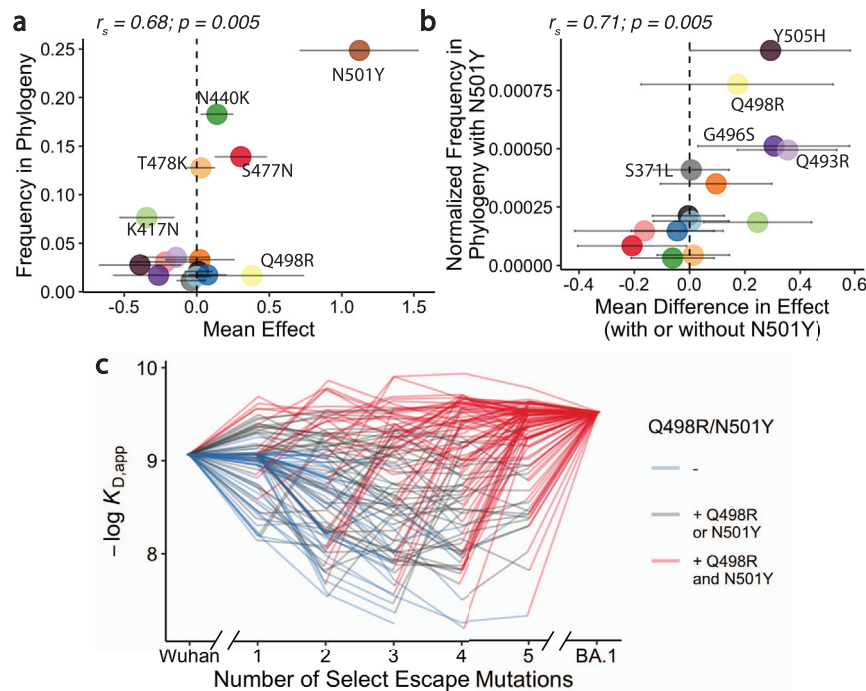 a
r_s = 0.68; p = 0.005
Frequency in Phylogeny
0.25
0.20
0.15
0.10
0.05
0.00
N501Y
N440K
T478K
S477N
K417N
Q498R
-0.5
0.0
0.5
1.0
1.5
Mean Effect
b
r_s = 0.71; p = 0.005
Normalized Frequency in
Phylogeny with N501Y
0.00075
0.00050
0.00025
0.00000
Y505H
Q498R
G496S
Q493R
S371L
-0.4
-0.2
0.0
0.2
0.4
0.6
Mean Difference in Effect
(with or without N501Y)
c
−log K_D,app
10
9
8
Wuhan
1
2
3
4
5
BA.1
Number of Select Escape Mutations
Q498R/N501Y
-
+ Q498R
or N501Y
+ Q498R
and N501Y